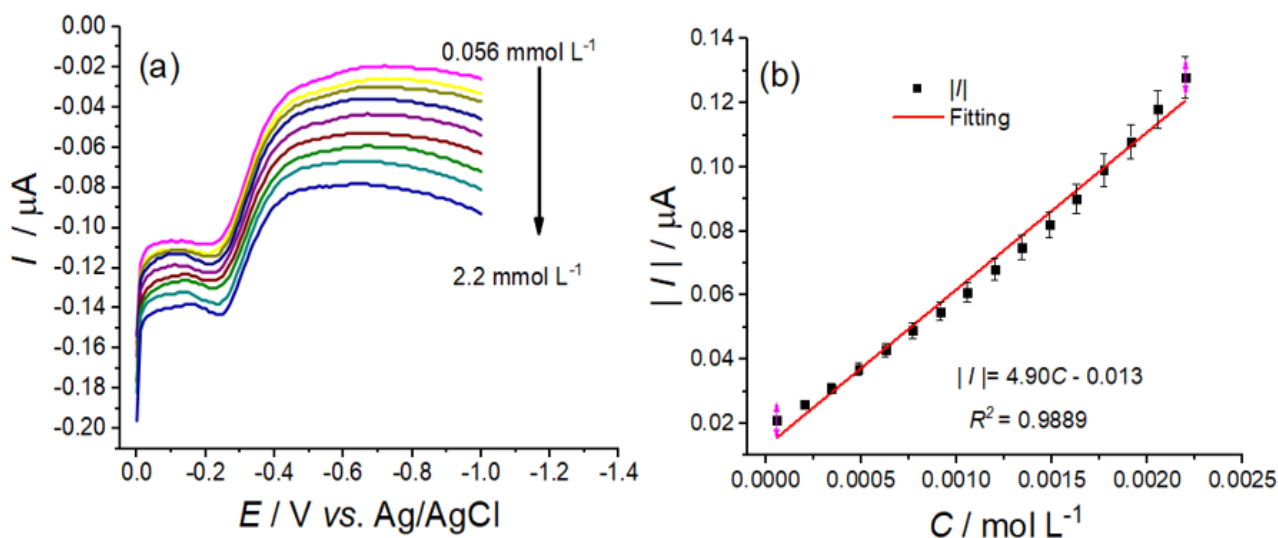 (a)
0.056 mmol L⁻¹
2.2 mmol L⁻¹
0.00
-0.02
-0.04
-0.06
-0.08
-0.10
-0.12
-0.14
-0.16
-0.18
-0.20
I / μA
0.0 -0.2 -0.4 -0.6 -0.8 -1.0 -1.2 -1.4
E / V vs. Ag/AgCl
(b)
|I|
Fitting
| I |= 4.90C - 0.013
R² = 0.9889
0.14
0.12
0.10
0.08
0.06
0.04
0.02
| I | / μA
0.0000 0.0005 0.0010 0.0015 0.0020 0.0025
C / mol L⁻¹